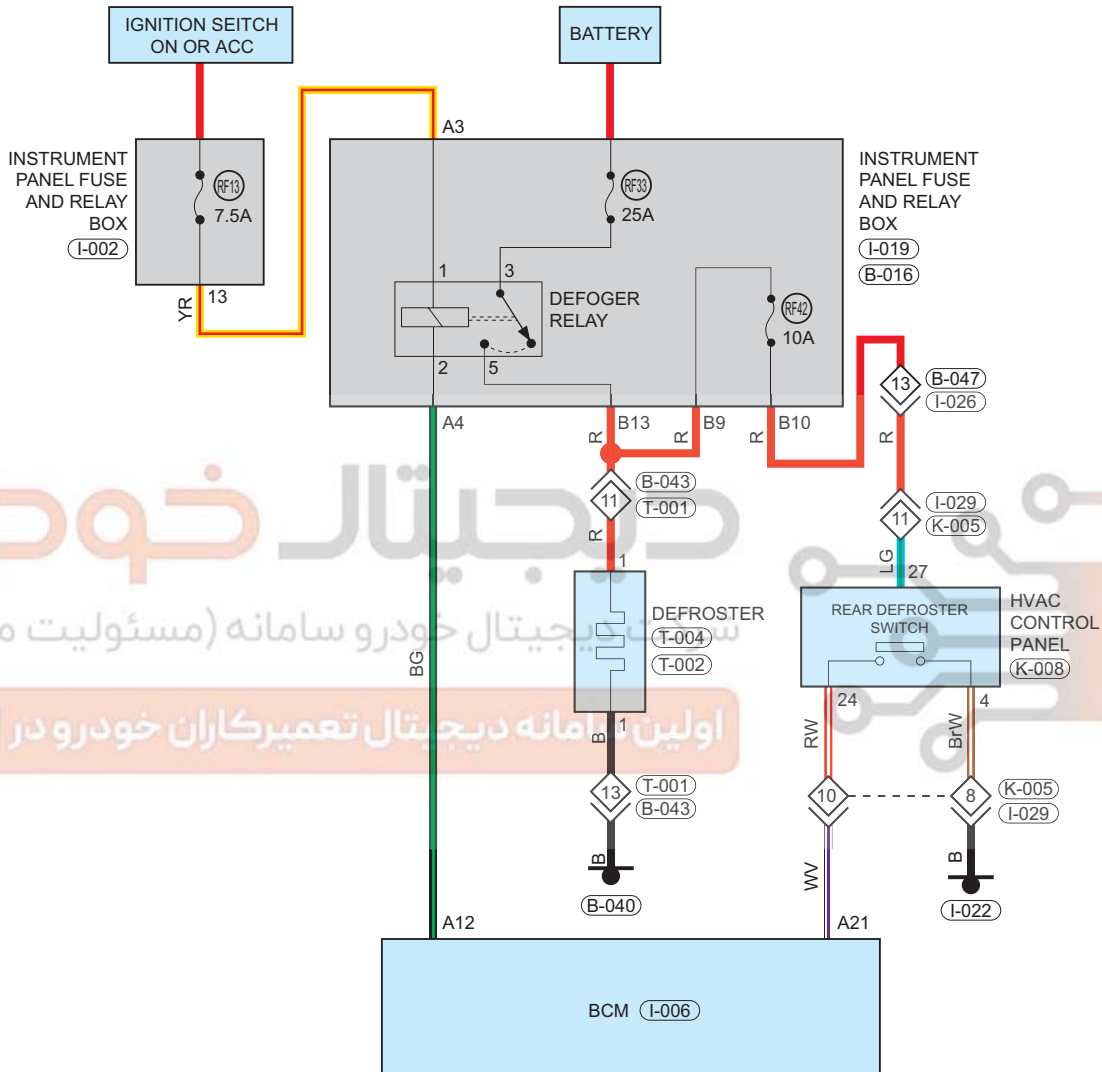 IGNITION SEITCH
ON OR ACC
BATTERY
A3
INSTRUMENT
PANEL FUSE
AND RELAY
BOX
I-002
RF13
7.5A
RF33
25A
INSTRUMENT
PANEL FUSE
AND RELAY
BOX
I-019
B-016
YR
13
1
3
DEFOGER
RELAY
RF42
10A
2
5
A4
R
B13
R
B9
R
B10
13
B-047
I-026
R
11
B-043
T-001
R
I-029
11
K-005
دیجیتال خود
1
LG
27
DEFROSTER
T-004
T-002
REAR DEFROSTER
SWITCH
HVAC
CONTROL
PANEL
K-008
شرکت دیجیتال خودرو سامانه (مسئولیت م
BG
اولین سامانه دیجیتال تعمیرکاران خودرو در ا
1
B
24
4
RW
BrW
13
T-001
B-043
10
8
K-005
I-029
B
B-040
WV
B
I-022
A12
A21
BCM
I-006